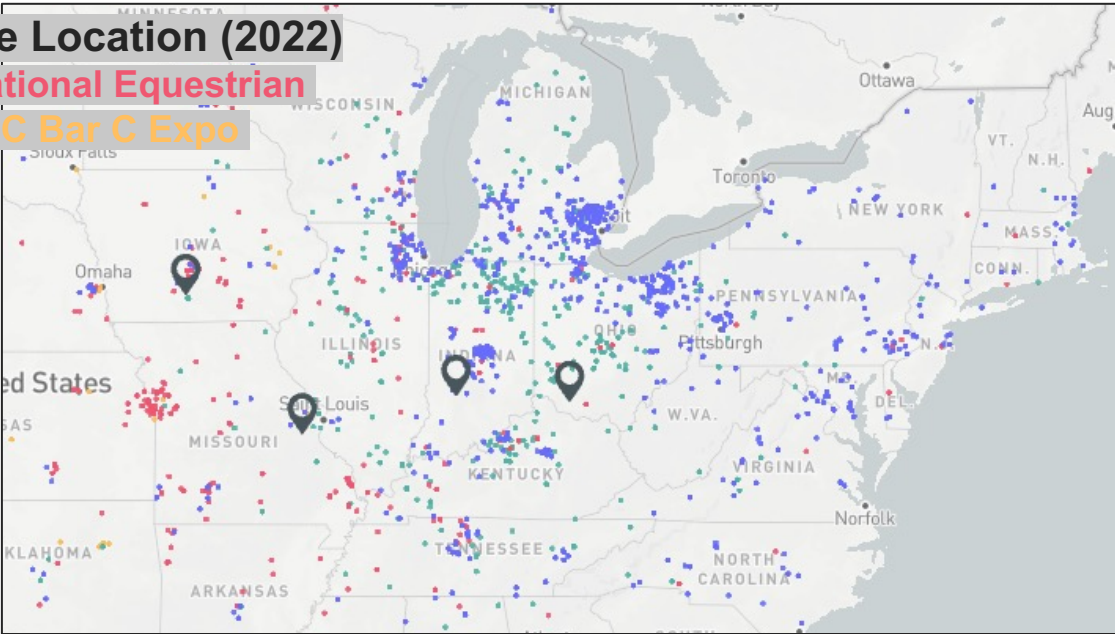 MINNESOTA
e Location (2022)
ational Equestrian
C Bar C Expo
WISCONSIN
MICHIGAN
Ottawa
Aug
VT.
N.H.
Sioux Falls
Toronto
NEW YORK
MASS.
IOWA
Omaha
CONN.
PENNSYLVANIA
ILLINOIS
INDIANA
OHIO
Pittsburgh
N.
ed States
MD
DEL.
Saint Louis
W.VA.
SAS
MISSOURI
KENTUCKY
VIRGINIA
Norfolk
KLAHOMA
TENNESSEE
NORTH
CAROLINA
ARKANSAS